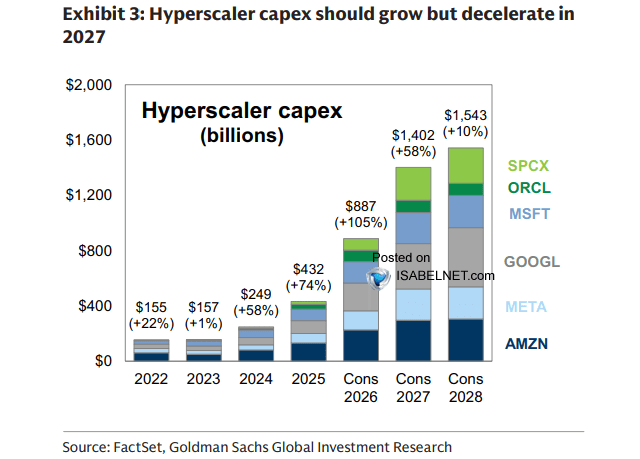 Exhibit 3: Hyperscaler capex should grow but decelerate in
2027
$2,000
$1,600
$1,200
$800
$400
$0
Hyperscaler capex
(billions)
$155
(+22%)
$157
(+1%)
$249
(+58%)
$432
(+74%)
$887
(+105%)
$1,402
(+58%)
$1,543
(+10%)
Posted on
ISABELNET.com
SPCX
ORCL
MSFT
GOOGL
META
AMZN
2022 2023 2024 2025 Cons Cons Cons
2026 2027 2028
Source: FactSet, Goldman Sachs Global Investment Research